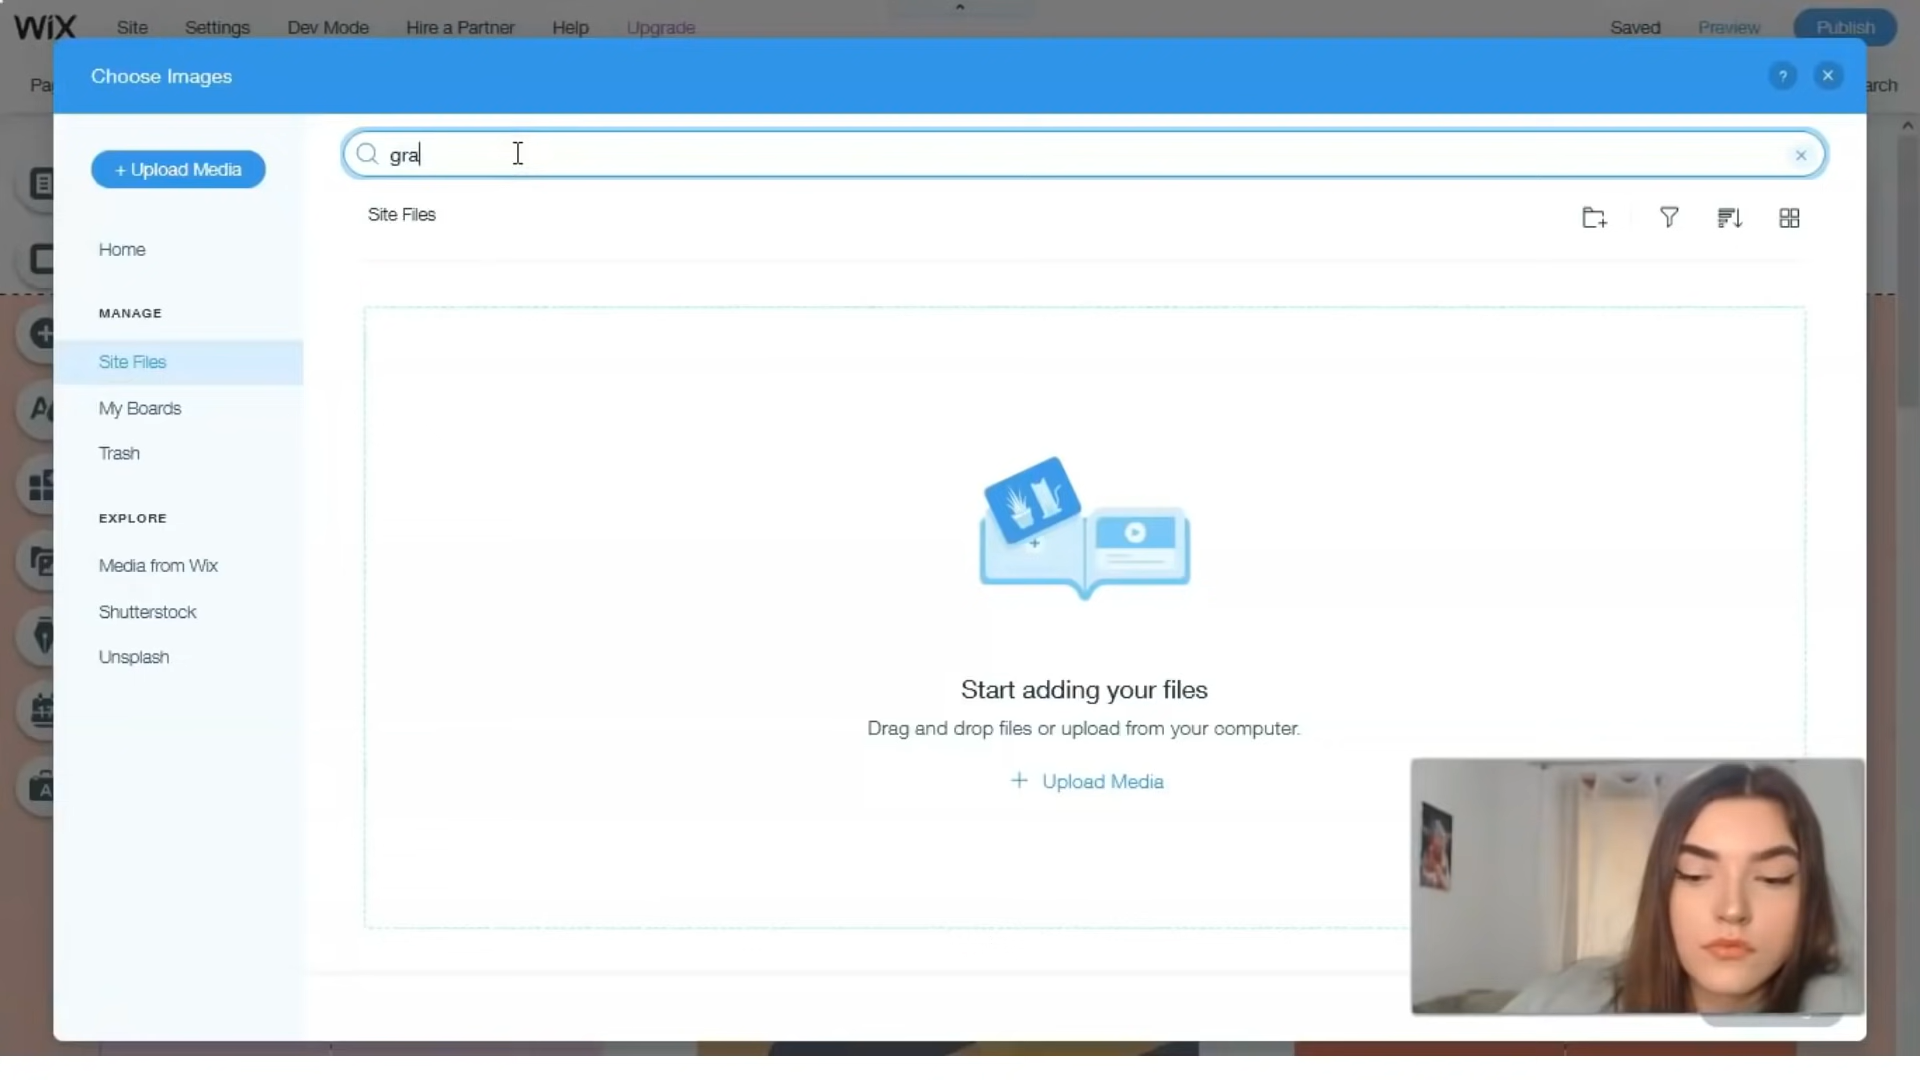 WiX Site Settings Dev Mode Hire a Partner Help Upgrade Saved Preview Publish
Choose Images ?
+ Upload Media
gra
Site Files
Home
MANAGE
Site Files
My Boards
Trash
EXPLORE
Media from Wix
Shutterstock
Unsplash
Start adding your files
Drag and drop files or upload from your computer.
+ Upload Media